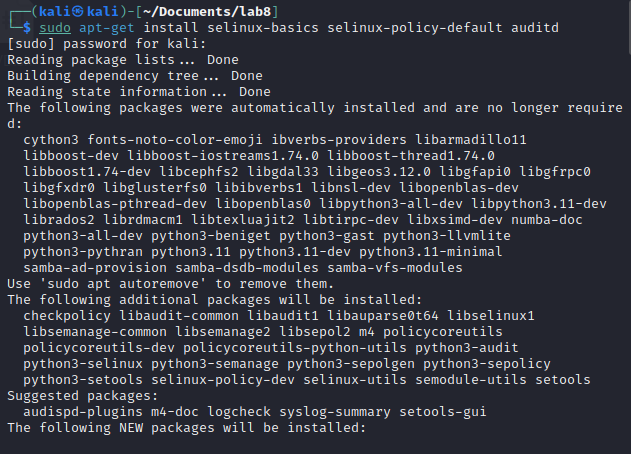 ┌──(kali㉿kali)-[~/Documents/lab8]
└─$ sudo apt-get install selinux-basics selinux-policy-default auditd
[sudo] password for kali:
Reading package lists... Done
Building dependency tree... Done
Reading state information... Done
The following packages were automatically installed and are no longer require
d:
  cython3 fonts-noto-color-emoji ibverbs-providers libarmadillo11
  libboost-dev libboost-iostreams1.74.0 libboost-thread1.74.0
  libboost1.74-dev libcephfs2 libgdal33 libgeos3.12.0 libgfapi0 libgfrpc0
  libgfxdr0 libglusterfs0 libibverbs1 libnsl-dev libopenblas-dev
  libopenblas-pthread-dev libopenblas0 libpython3-all-dev libpython3.11-dev
  librados2 librdmacm1 libtexluajit2 libtirpc-dev libxsimd-dev numba-doc
  python3-all-dev python3-beniget python3-gast python3-llvmlite
  python3-pythran python3.11 python3.11-dev python3.11-minimal
  samba-ad-provision samba-dsdb-modules samba-vfs-modules
Use 'sudo apt autoremove' to remove them.
The following additional packages will be installed:
  checkpolicy libaudit-common libaudit1 libauparse0t64 libselinux1
  libsemanage-common libsemanage2 libsepol2 m4 policycoreutils
  policycoreutils-dev policycoreutils-python-utils python3-audit
  python3-selinux python3-semanage python3-sepolgen python3-sepolicy
  python3-setools selinux-policy-dev selinux-utils semodule-utils setools
Suggested packages:
  audispd-plugins m4-doc logcheck syslog-summary setools-gui
The following NEW packages will be installed: